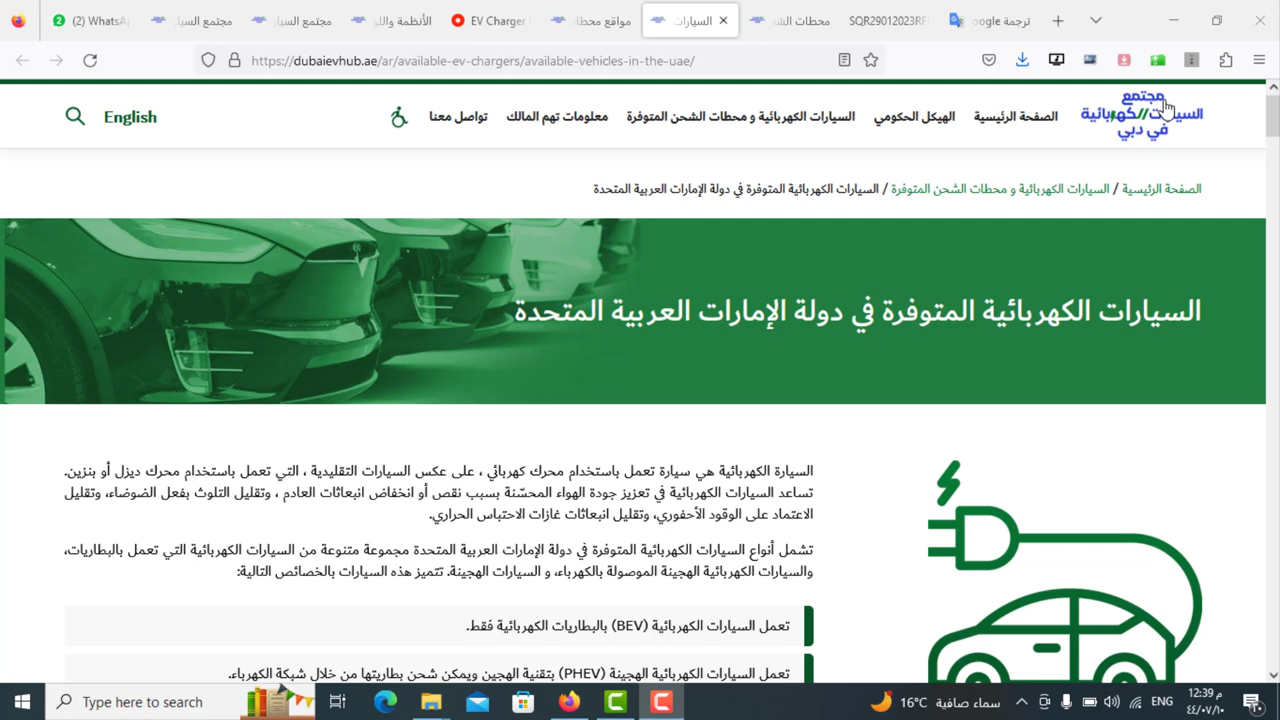 (2) WhatsA
مجتمع السيار
مجتمع السيار
الأنظمة واللو
EV Charger
مواقع محطات
السيارات
محطات الشح
SQR29012023RF
ترجمة Google
https://dubaievhub.ae/ar/available-ev-chargers/available-vehicles-in-the-uae/
مجتمع
السيارات//كهربائية
في دبي
الصفحة الرئيسية
الهيكل الحكومي
السيارات الكهربائية و محطات الشحن المتوفرة
معلومات تهم المالك
تواصل معنا
English
الصفحة الرئيسية / السيارات الكهربائية و محطات الشحن المتوفرة / السيارات الكهربائية المتوفرة في دولة الإمارات العربية المتحدة
السيارات الكهربائية المتوفرة في دولة الإمارات العربية المتحدة
السيارة الكهربائية هي سيارة تعمل باستخدام محرك كهربائي ، على عكس السيارات التقليدية ، التي تعمل باستخدام محرك ديزل أو بنزين.
تساعد السيارات الكهربائية في تعزيز جودة الهواء المحسّنة بسبب نقص أو انخفاض انبعاثات العادم ، وتقليل التلوث بفعل الضوضاء، وتقليل
الاعتماد على الوقود الأحفوري، وتقليل انبعاثات غازات الاحتباس الحراري.
تشمل أنواع السيارات الكهربائية المتوفرة في دولة الإمارات العربية المتحدة مجموعة متنوعة من السيارات الكهربائية التي تعمل بالبطاريات،
والسيارات الكهربائية الهجينة الموصولة بالكهرباء، و السيارات الهجينة. تتميز هذه السيارات بالخصائص التالية:
تعمل السيارات الكهربائية (BEV) بالبطاريات الكهربائية فقط.
تعمل السيارات الكهربائية الهجينة (PHEV) بتقنية الهجين ويمكن شحن بطاريتها من خلال شبكة الكهرباء.
Type here to search
16°C سماء صافية
ENG
12:39 م
٤٤/٠٧/١٠